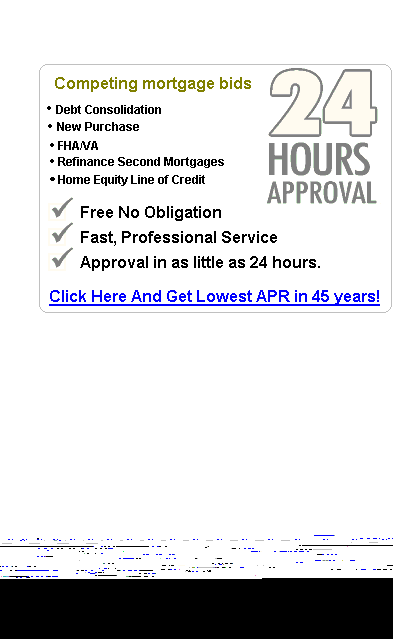 Competing mortgage bids
24
HOURS
APPROVAL
• Debt Consolidation
• New Purchase
• FHA/VA
• Refinance Second Mortgages
• Home Equity Line of Credit
✓ Free No Obligation
✓ Fast, Professional Service
✓ Approval in as little as 24 hours.
Click Here And Get Lowest APR in 45 years!